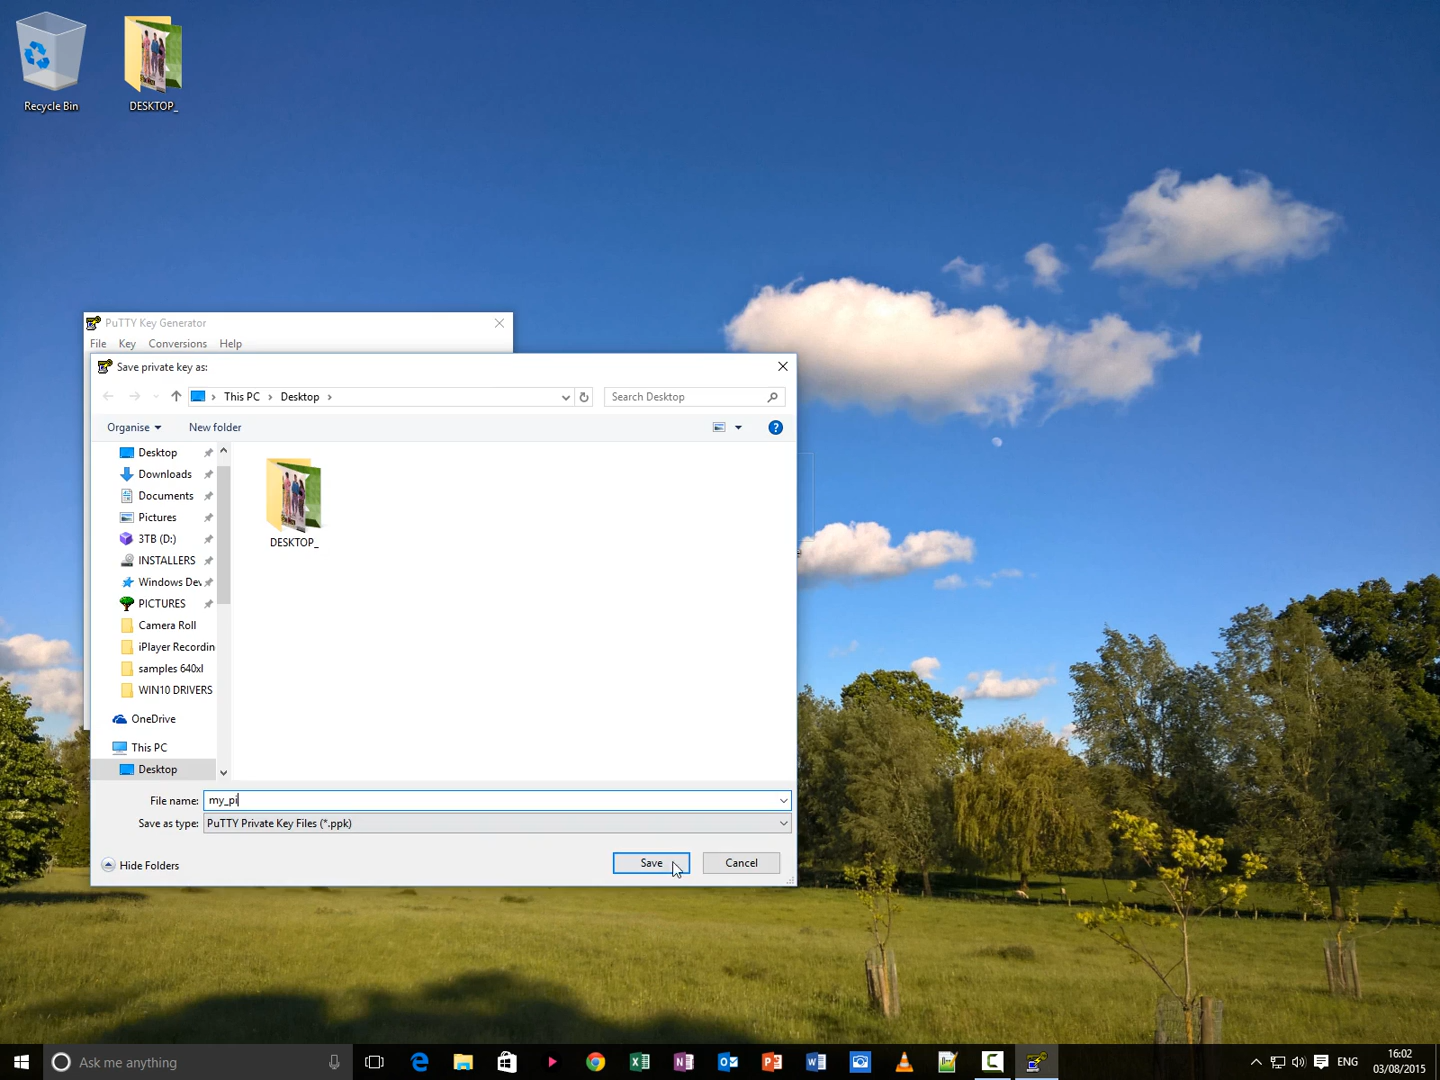 Recycle Bin
DESKTOP_
PuTTY Key Generator
File Key Conversions Help
Save private key as:
This PC > Desktop >
Search Desktop
Organise
New folder
Desktop
Downloads
Documents
Pictures
3TB (D:)
INSTALLERS
Windows Dev
PICTURES
Camera Roll
iPlayer Recordin
samples 640xl
WIN10 DRIVERS
OneDrive
This PC
Desktop
DESKTOP_
File name: my_pi
Save as type: PuTTY Private Key Files (*.ppk)
Hide Folders
Save
Cancel
Ask me anything
ENG
16:02
03/08/2015